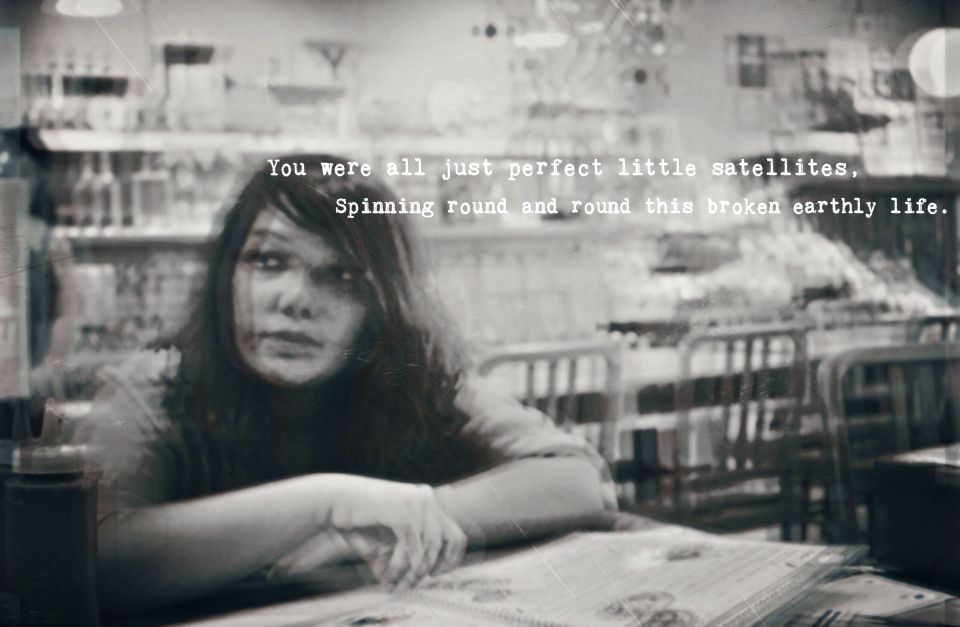 You were all just perfect little satellites,
Spinning round and round this broken earthly life.